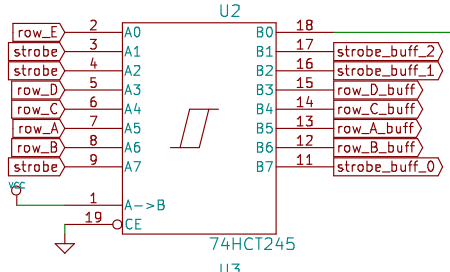 U2
row_E 2 A0 B0 18
strobe 3 A1 B1 17 strobe_buff_2
strobe 4 A2 B2 16 strobe_buff_1
row_D 5 A3 B3 15 row_D_buff
row_C 6 A4 B4 14 row_C_buff
row_A 7 A5 B5 13 row_A_buff
row_B 8 A6 B6 12 row_B_buff
strobe 9 A7 B7 11 strobe_buff_0
VCC
1 A->B
19 CE
74HCT245
U3